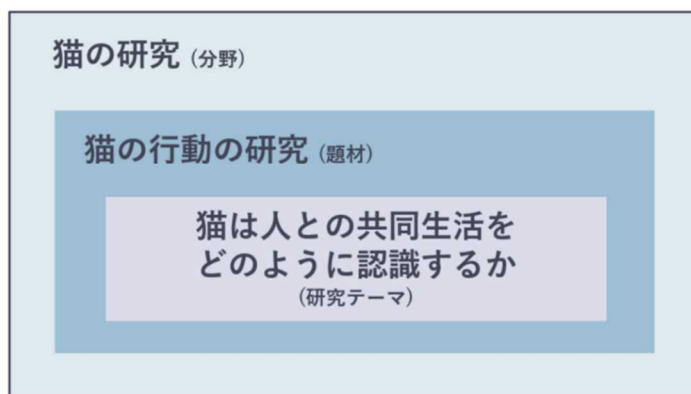 猫の研究 (分野)
猫の行動の研究 (題材)
猫は人との共同生活を
どのように認識するか
(研究テーマ)